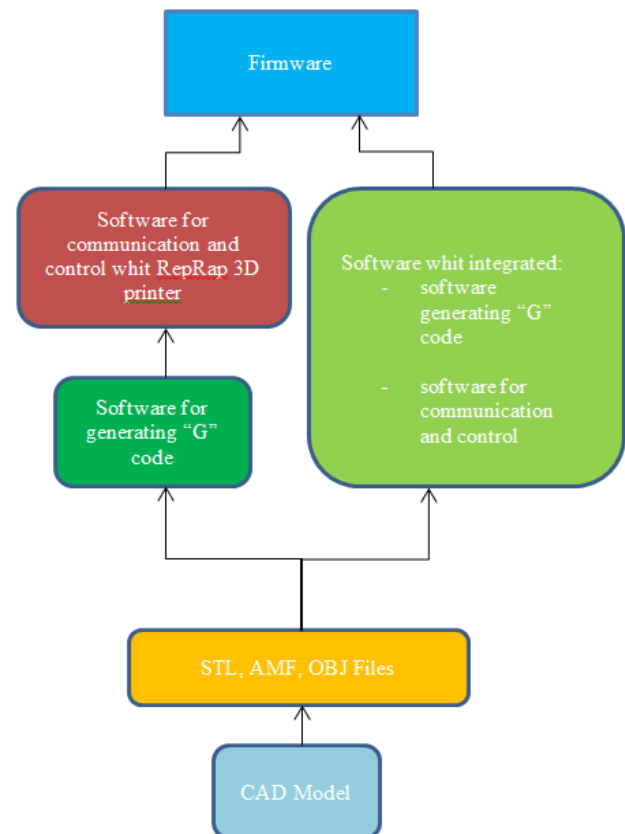 Firmware
Software for
communication and
control whit RepRap 3D
printer
Software whit integrated:
- software
generating “G”
code
- software for
communication
and control
Software for
generating “G”
code
STL, AMF, OBJ Files
CAD Model